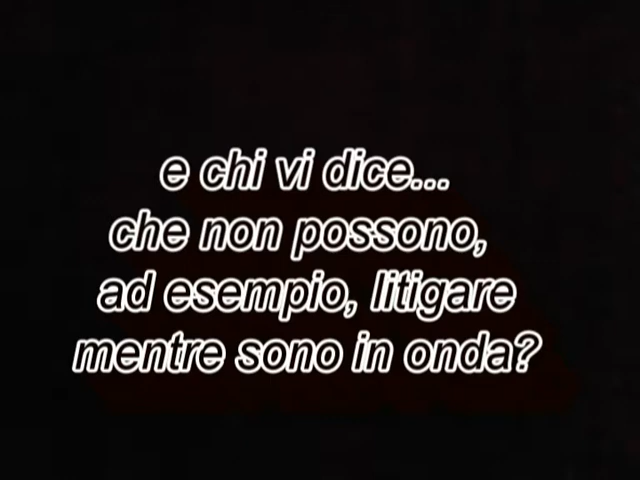 e chi vi dice...
che non possono,
ad esempio, litigare
mentre sono in onda?